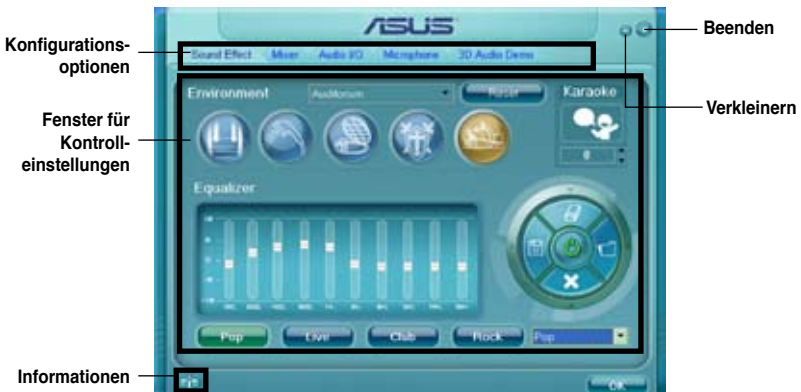 ASUS
Konfigurations-
optionen
Beenden
Sound Effect Mixer Audio I/O Microphone 3D Audio Demo
Verkleinern
Environment Auditorium Reset Karaoke
Fenster für
Kontroll-
einstellungen
0
Equalizer
Pop Live Club Rock Pop
Informationen
OK